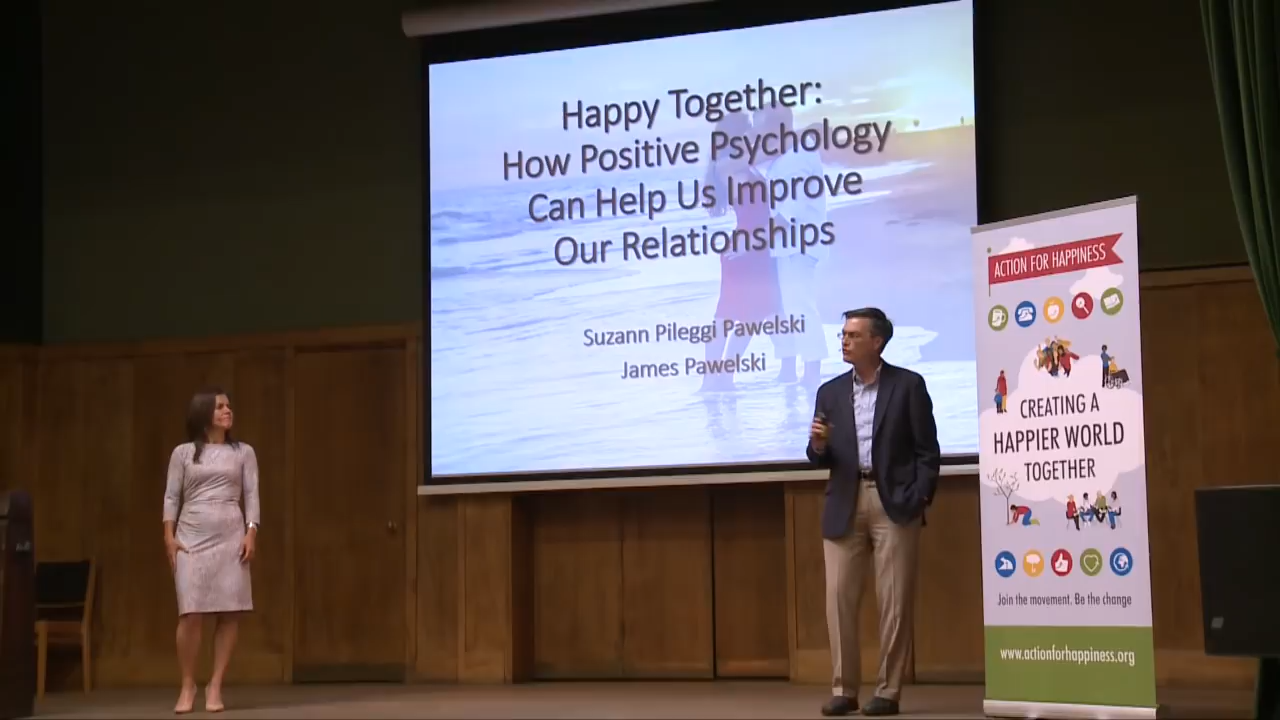 Happy Together:
How Positive Psychology
Can Help Us Improve
Our Relationships
Suzann Pileggi Pawelski
James Pawelski
ACTION FOR HAPPINESS
CREATING A
HAPPIER WORLD
TOGETHER
Join the movement. Be the change
www.actionforhappiness.org